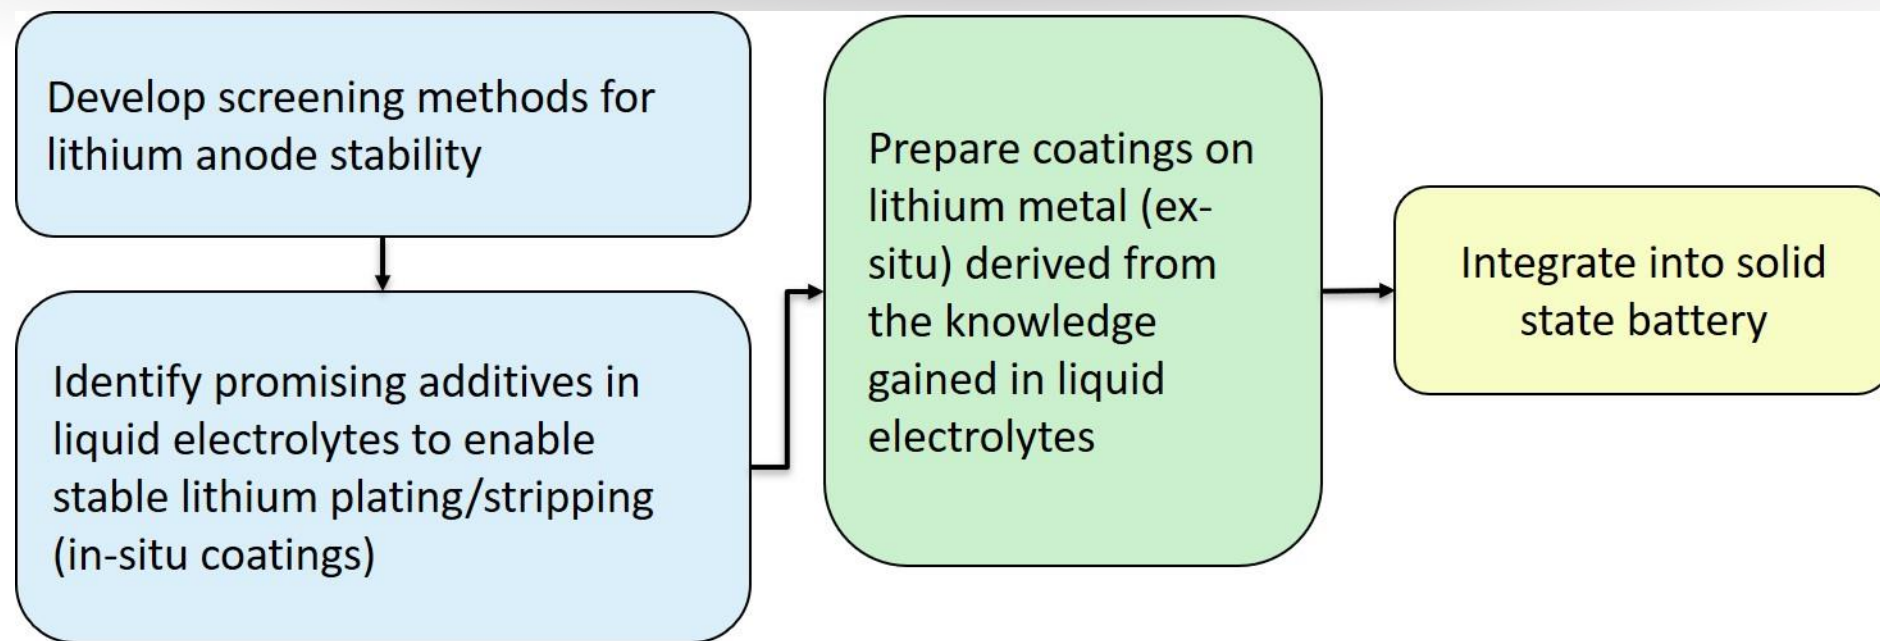 Develop screening methods for
lithium anode stability
Identify promising additives in
liquid electrolytes to enable
stable lithium plating/stripping
(in-situ coatings)
Prepare coatings on
lithium metal (ex-
situ) derived from
the knowledge
gained in liquid
electrolytes
Integrate into solid
state battery